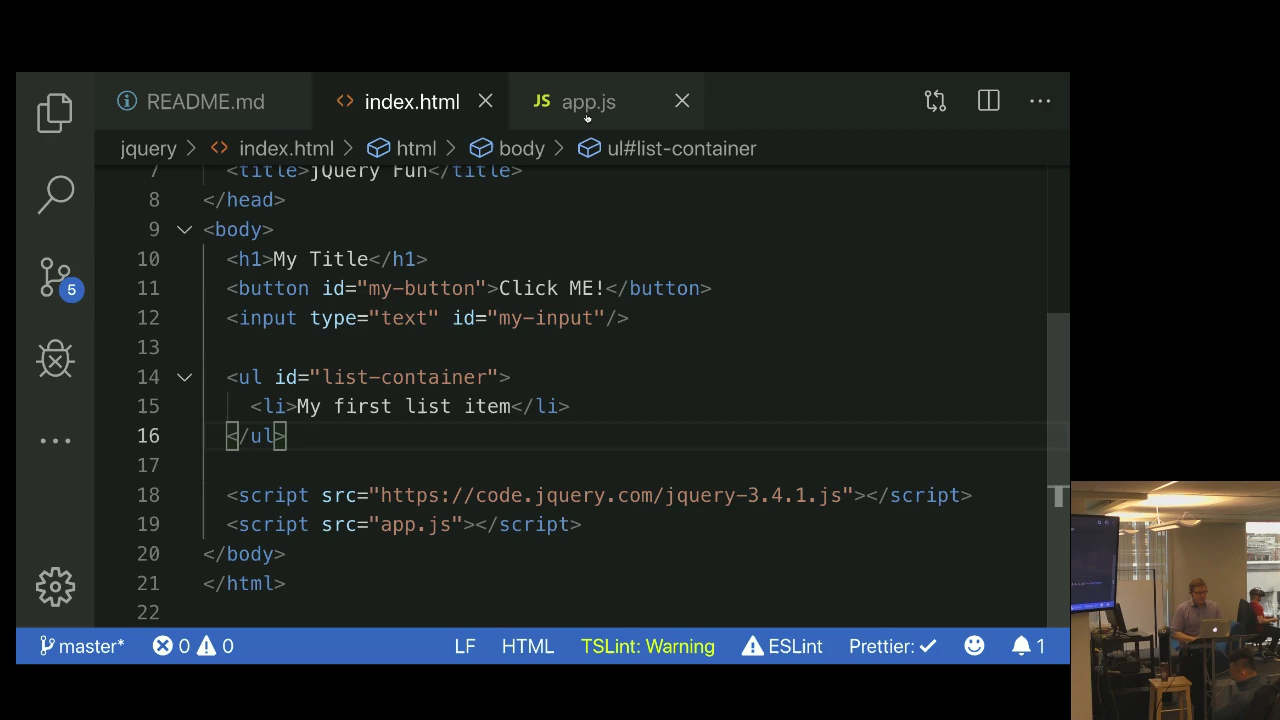 README.md
index.html
JS app.js
jquery > index.html > html > body > ul#list-container
7 <title>jQuery Fun</title>
8 </head>
9 <body>
10 <h1>My Title</h1>
11 <button id="my-button">Click ME!</button>
12 <input type="text" id="my-input"/>
13
14 <ul id="list-container">
15 <li>My first list item</li>
16 </ul>
17
18 <script src="https://code.jquery.com/jquery-3.4.1.js"></script>
19 <script src="app.js"></script>
20 </body>
21 </html>
22
5
master* 0 0 LF HTML TSLint: Warning ESLint Prettier: 1